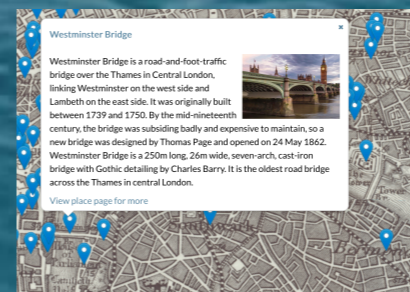 Westminster Bridge
×
Westminster Bridge is a road-and-foot-traffic
bridge over the Thames in Central London,
linking Westminster on the west side and
Lambeth on the east side. It was originally built
between 1739 and 1750. By the mid-nineteenth
century, the bridge was subsiding badly and expensive to maintain, so a
new bridge was designed by Thomas Page and opened on 24 May 1862.
Westminster Bridge is a 250m long, 26m wide, seven-arch, cast-iron
bridge with Gothic detailing by Charles Barry. It is the oldest road bridge
across the Thames in central London.
View place page for more